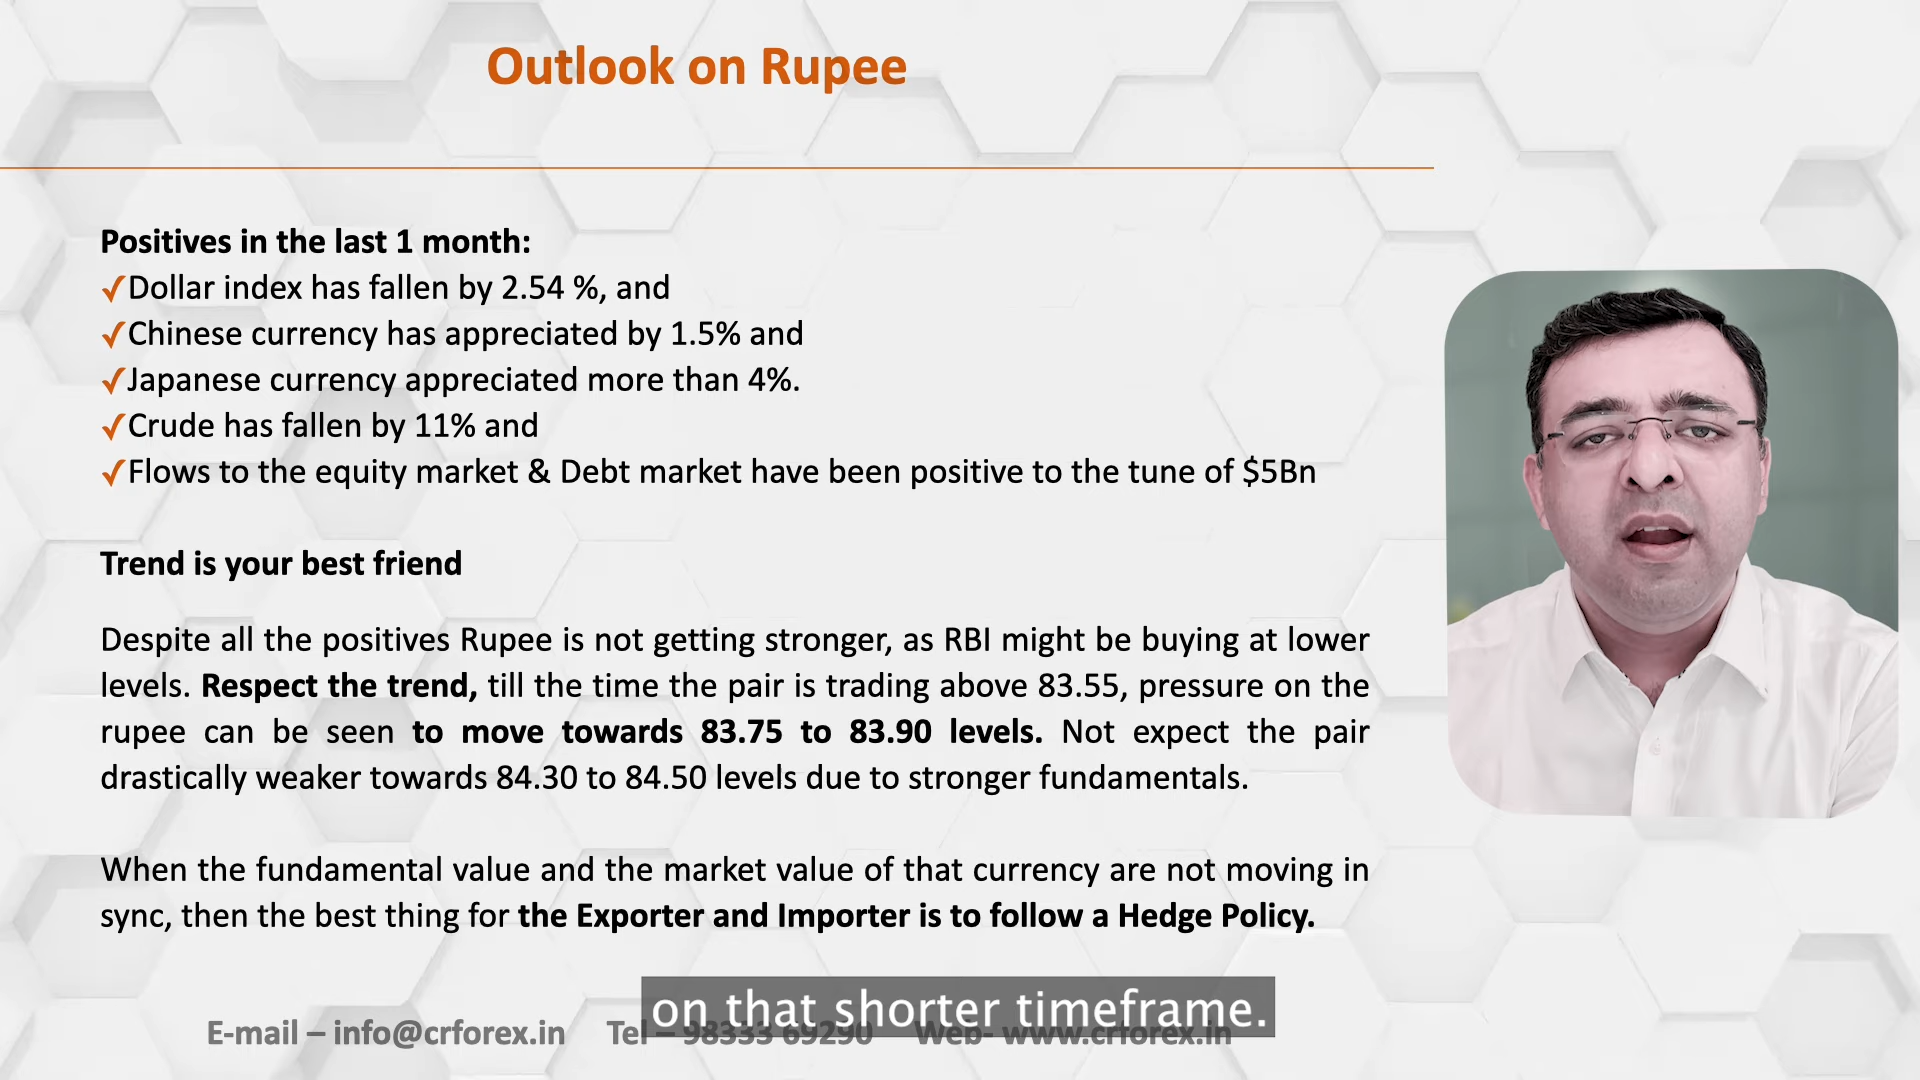 Outlook on Rupee
Positives in the last 1 month:
✓Dollar index has fallen by 2.54 %, and
✓Chinese currency has appreciated by 1.5% and
✓Japanese currency appreciated more than 4%.
✓Crude has fallen by 11% and
✓Flows to the equity market & Debt market have been positive to the tune of $5Bn
Trend is your best friend
Despite all the positives Rupee is not getting stronger, as RBI might be buying at lower
levels. Respect the trend, till the time the pair is trading above 83.55, pressure on the
rupee can be seen to move towards 83.75 to 83.90 levels. Not expect the pair
drastically weaker towards 84.30 to 84.50 levels due to stronger fundamentals.
When the fundamental value and the market value of that currency are not moving in
sync, then the best thing for the Exporter and Importer is to follow a Hedge Policy.
on that shorter timeframe.
E-mail – info@crforex.in Tel – 98333 69290 Web- www.crforex.in